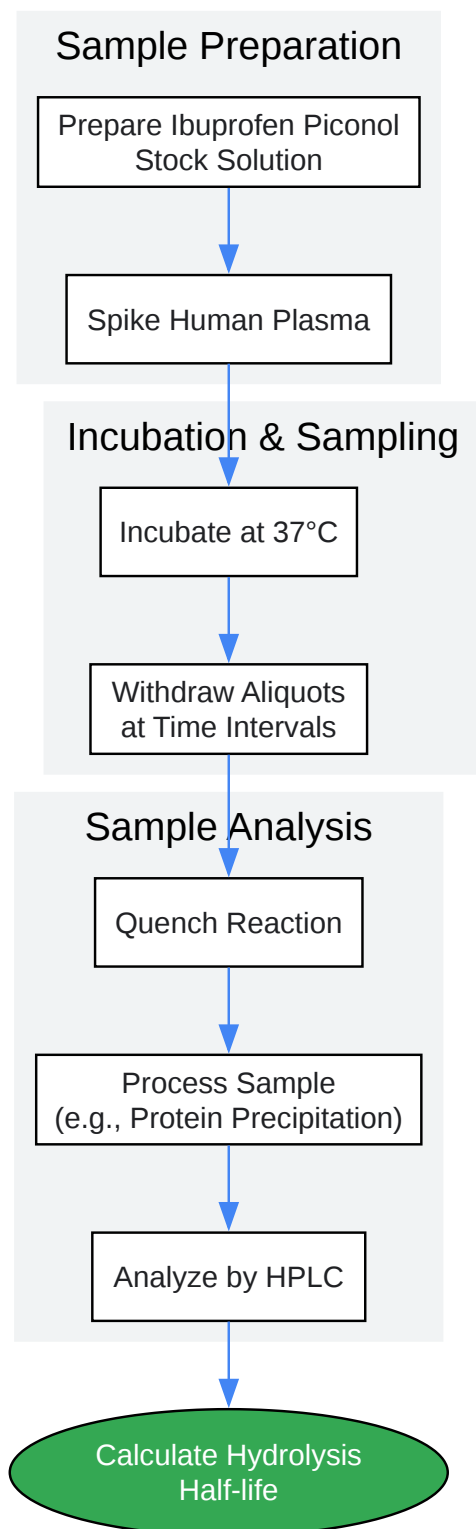 Sample Preparation
Prepare Ibuprofen Piconol
Stock Solution
Spike Human Plasma
Incubation & Sampling
Incubate at 37°C
Withdraw Aliquots
at Time Intervals
Sample Analysis
Quench Reaction
Process Sample
(e.g., Protein Precipitation)
Analyze by HPLC
Calculate Hydrolysis
Half-life